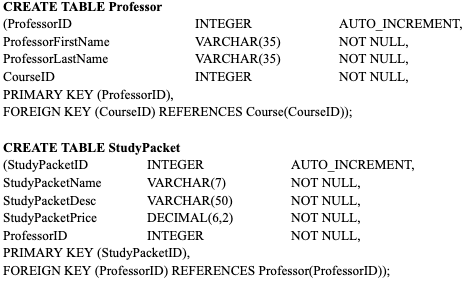 CREATE TABLE Professor
(ProfessorID INTEGER AUTO_INCREMENT,
ProfessorFirstName VARCHAR(35) NOT NULL,
ProfessorLastName VARCHAR(35) NOT NULL,
CourseID INTEGER NOT NULL,
PRIMARY KEY (ProfessorID),
FOREIGN KEY (CourseID) REFERENCES Course(CourseID));
CREATE TABLE StudyPacket
(StudyPacketID INTEGER AUTO_INCREMENT,
StudyPacketName VARCHAR(7) NOT NULL,
StudyPacketDesc VARCHAR(50) NOT NULL,
StudyPacketPrice DECIMAL(6,2) NOT NULL,
ProfessorID INTEGER NOT NULL,
PRIMARY KEY (StudyPacketID),
FOREIGN KEY (ProfessorID) REFERENCES Professor(ProfessorID));